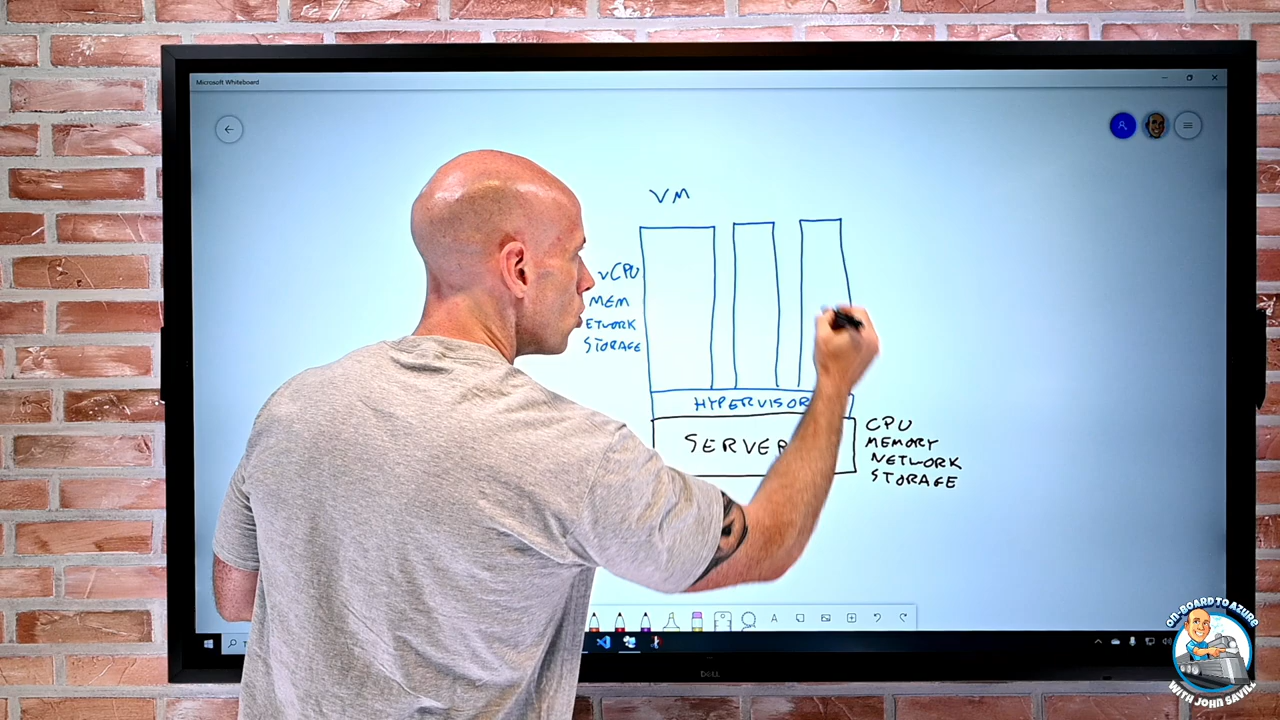 Microsoft Whiteboard
VM
vCPU
MEM
ETWORK
STORAGE
HYPERVISOR
SERVER
CPU
MEMORY
NETWORK
STORAGE
DELL
ON-BOARD TO AZURE
WITH JOHN SAVILL